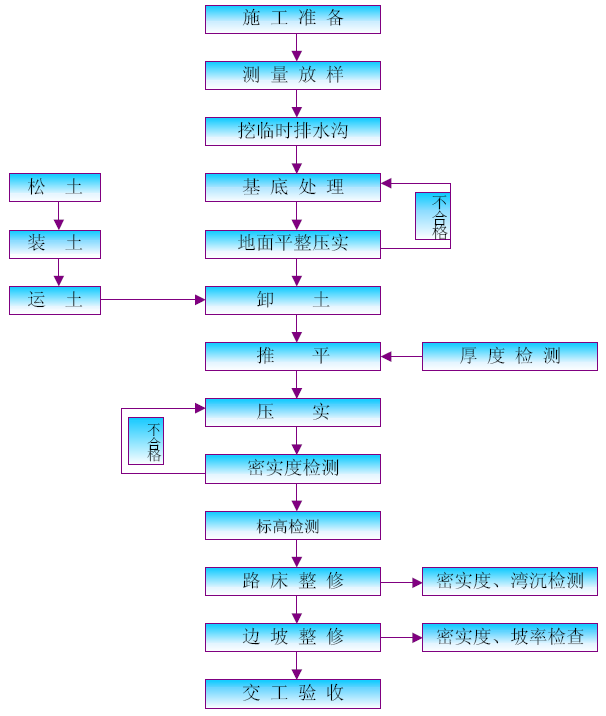 施 工 准 备
测 量 放 样
挖临时排水沟
松 土
基 底 处 理
不合格
装 土
地面平整压实
运 土
卸 土
推 平
厚 度 检 测
压 实
不合格
密实度检测
标高检测
路 床 整 修
密实度、湾沉检测
边 坡 整 修
密实度、坡率检查
交 工 验 收